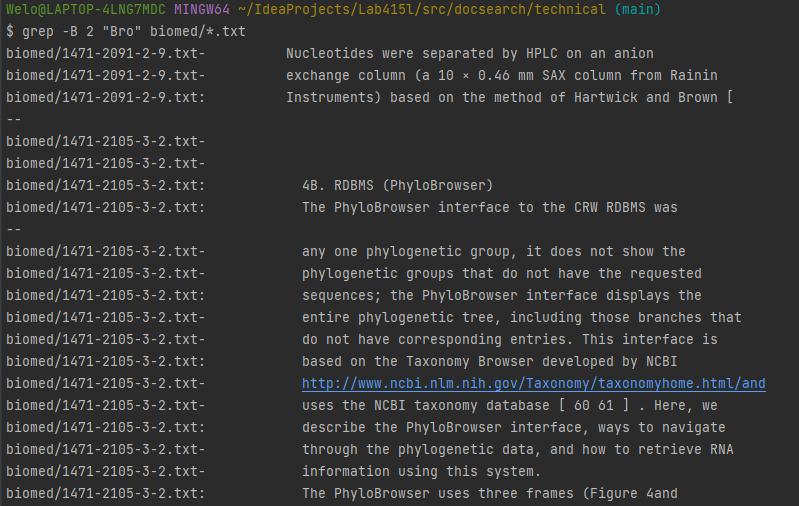 Welo@LAPTOP-4LNG7MDC MINGW64 ~/IdeaProjects/Lab415l/src/docsearch/technical (main)
$ grep -B 2 "Bro" biomed/*.txt
biomed/1471-2091-2-9.txt-          Nucleotides were separated by HPLC on an anion
biomed/1471-2091-2-9.txt-          exchange column (a 10 × 0.46 mm SAX column from Rainin
biomed/1471-2091-2-9.txt:          Instruments) based on the method of Hartwick and Brown [
--
biomed/1471-2105-3-2.txt-
biomed/1471-2105-3-2.txt-
biomed/1471-2105-3-2.txt:            4B. RDBMS (PhyloBrowser)
biomed/1471-2105-3-2.txt:            The PhyloBrowser interface to the CRW RDBMS was
--
biomed/1471-2105-3-2.txt-            any one phylogenetic group, it does not show the
biomed/1471-2105-3-2.txt-            phylogenetic groups that do not have the requested
biomed/1471-2105-3-2.txt:            sequences; the PhyloBrowser interface displays the
biomed/1471-2105-3-2.txt-            entire phylogenetic tree, including those branches that
biomed/1471-2105-3-2.txt-            do not have corresponding entries. This interface is
biomed/1471-2105-3-2.txt:            based on the Taxonomy Browser developed by NCBI
biomed/1471-2105-3-2.txt-            http://www.ncbi.nlm.nih.gov/Taxonomy/taxonomyhome.html/and
biomed/1471-2105-3-2.txt-            uses the NCBI taxonomy database [ 60 61 ] . Here, we
biomed/1471-2105-3-2.txt:            describe the PhyloBrowser interface, ways to navigate
biomed/1471-2105-3-2.txt-            through the phylogenetic data, and how to retrieve RNA
biomed/1471-2105-3-2.txt-            information using this system.
biomed/1471-2105-3-2.txt:            The PhyloBrowser uses three frames (Figure 4and